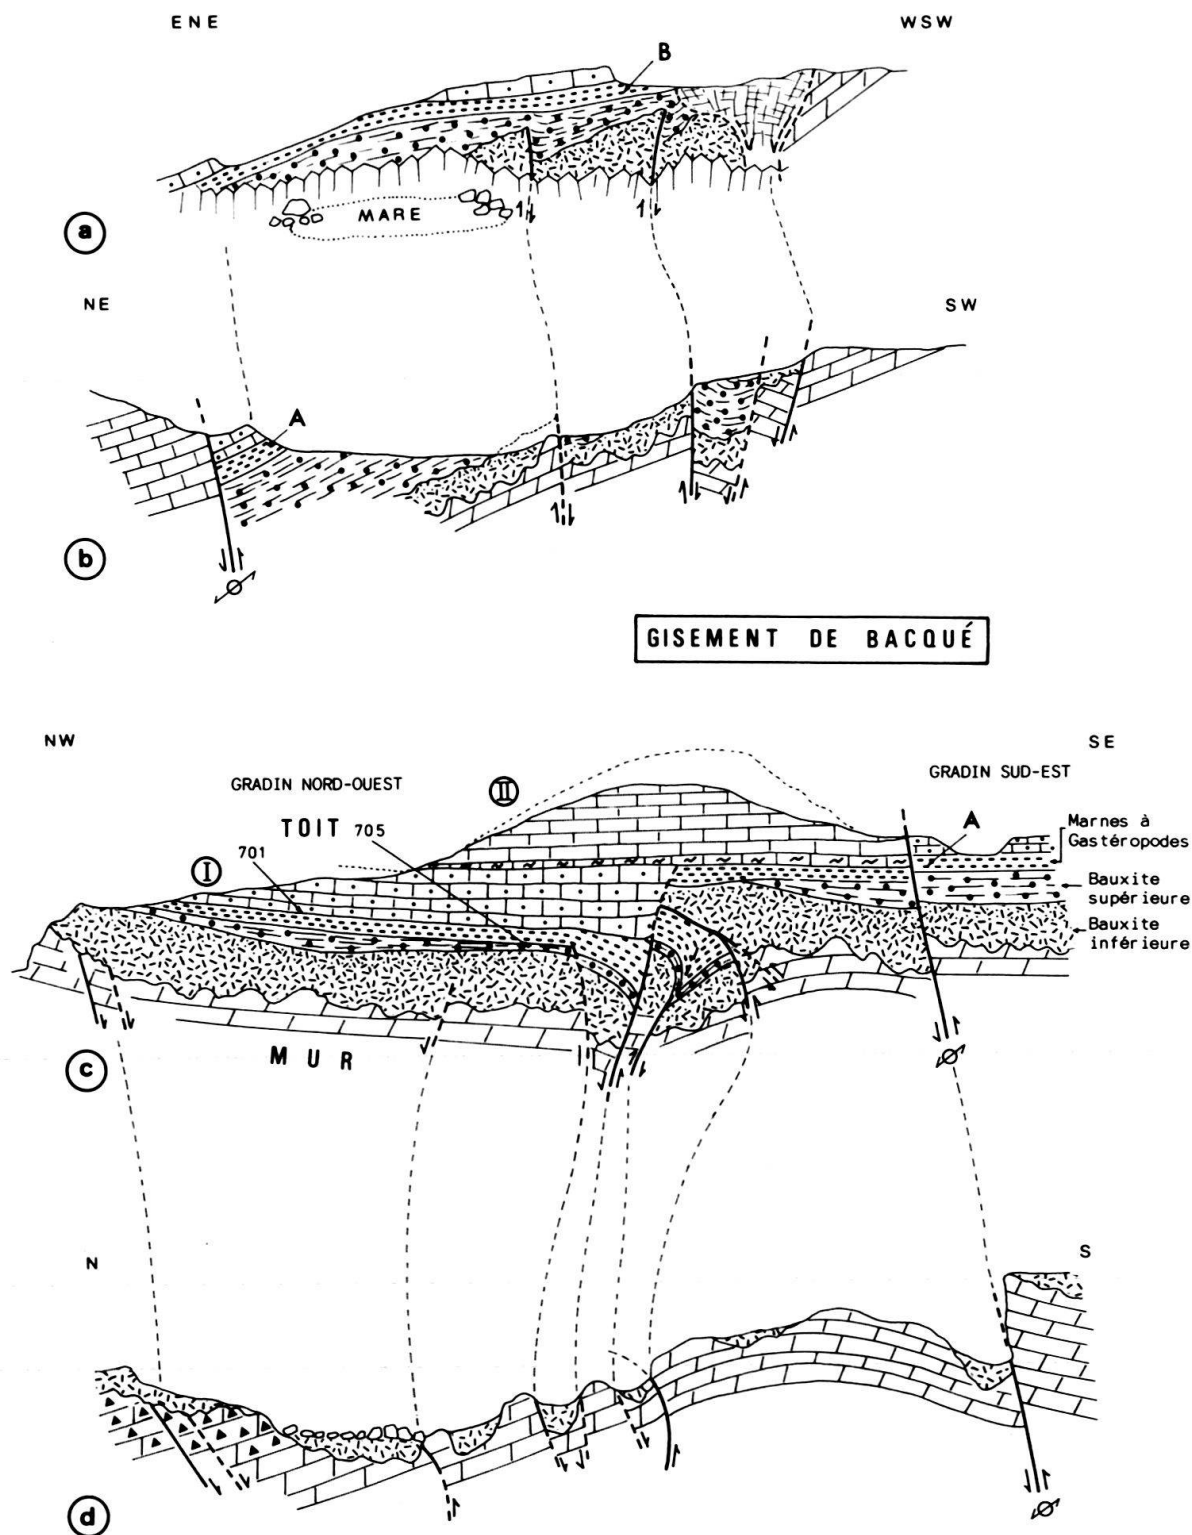 ENE WSW
B
MARE
a
NE SW
A
b
GISEMENT DE BACQUÉ
NW SE
GRADIN NORD-OUEST GRADIN SUD-EST
II
TOIT 705 A
Marnes à
Gastéropodes
701
I
Bauxite
supérieure
Bauxite
inférieure
MUR
c
N S
d